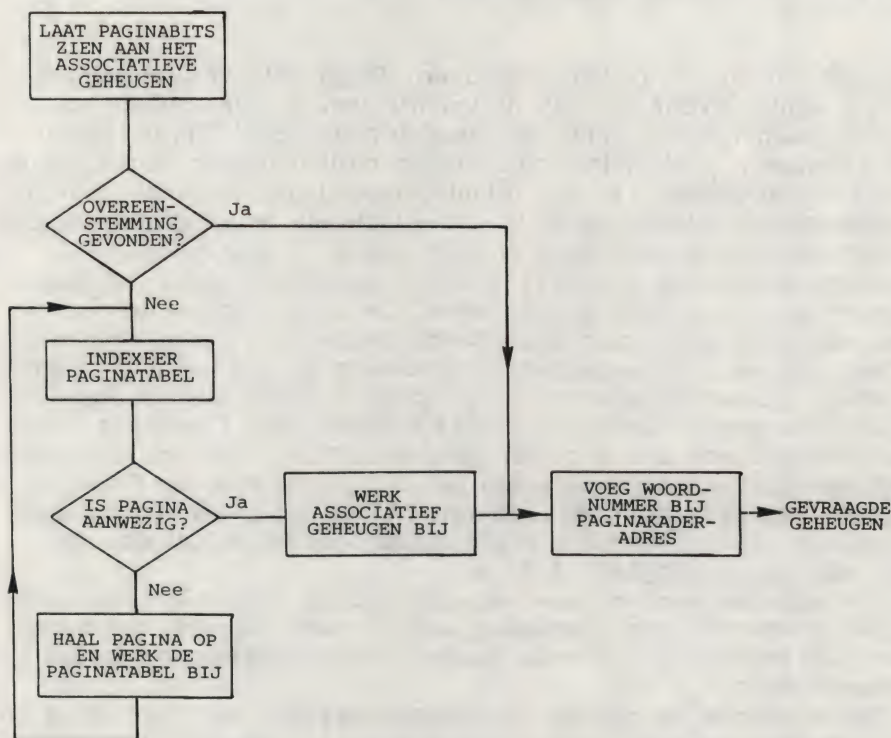 LAAT PAGINABITS
ZIEN AAN HET
ASSOCIATIEVE
GEHEUGEN
OVEREEN-
STEMMING
GEVONDEN?
Ja
Nee
INDEXEER
PAGINATABEL
IS PAGINA
AANWEZIG?
Ja
WERK
ASSOCIATIEF
GEHEUGEN BIJ
VOEG WOORD-
NUMMER BIJ
PAGINAKADER-
ADRES
GEVRAAGDE
GEHEUGEN
Nee
HAAL PAGINA OP
EN WERK DE
PAGINATABEL BIJ